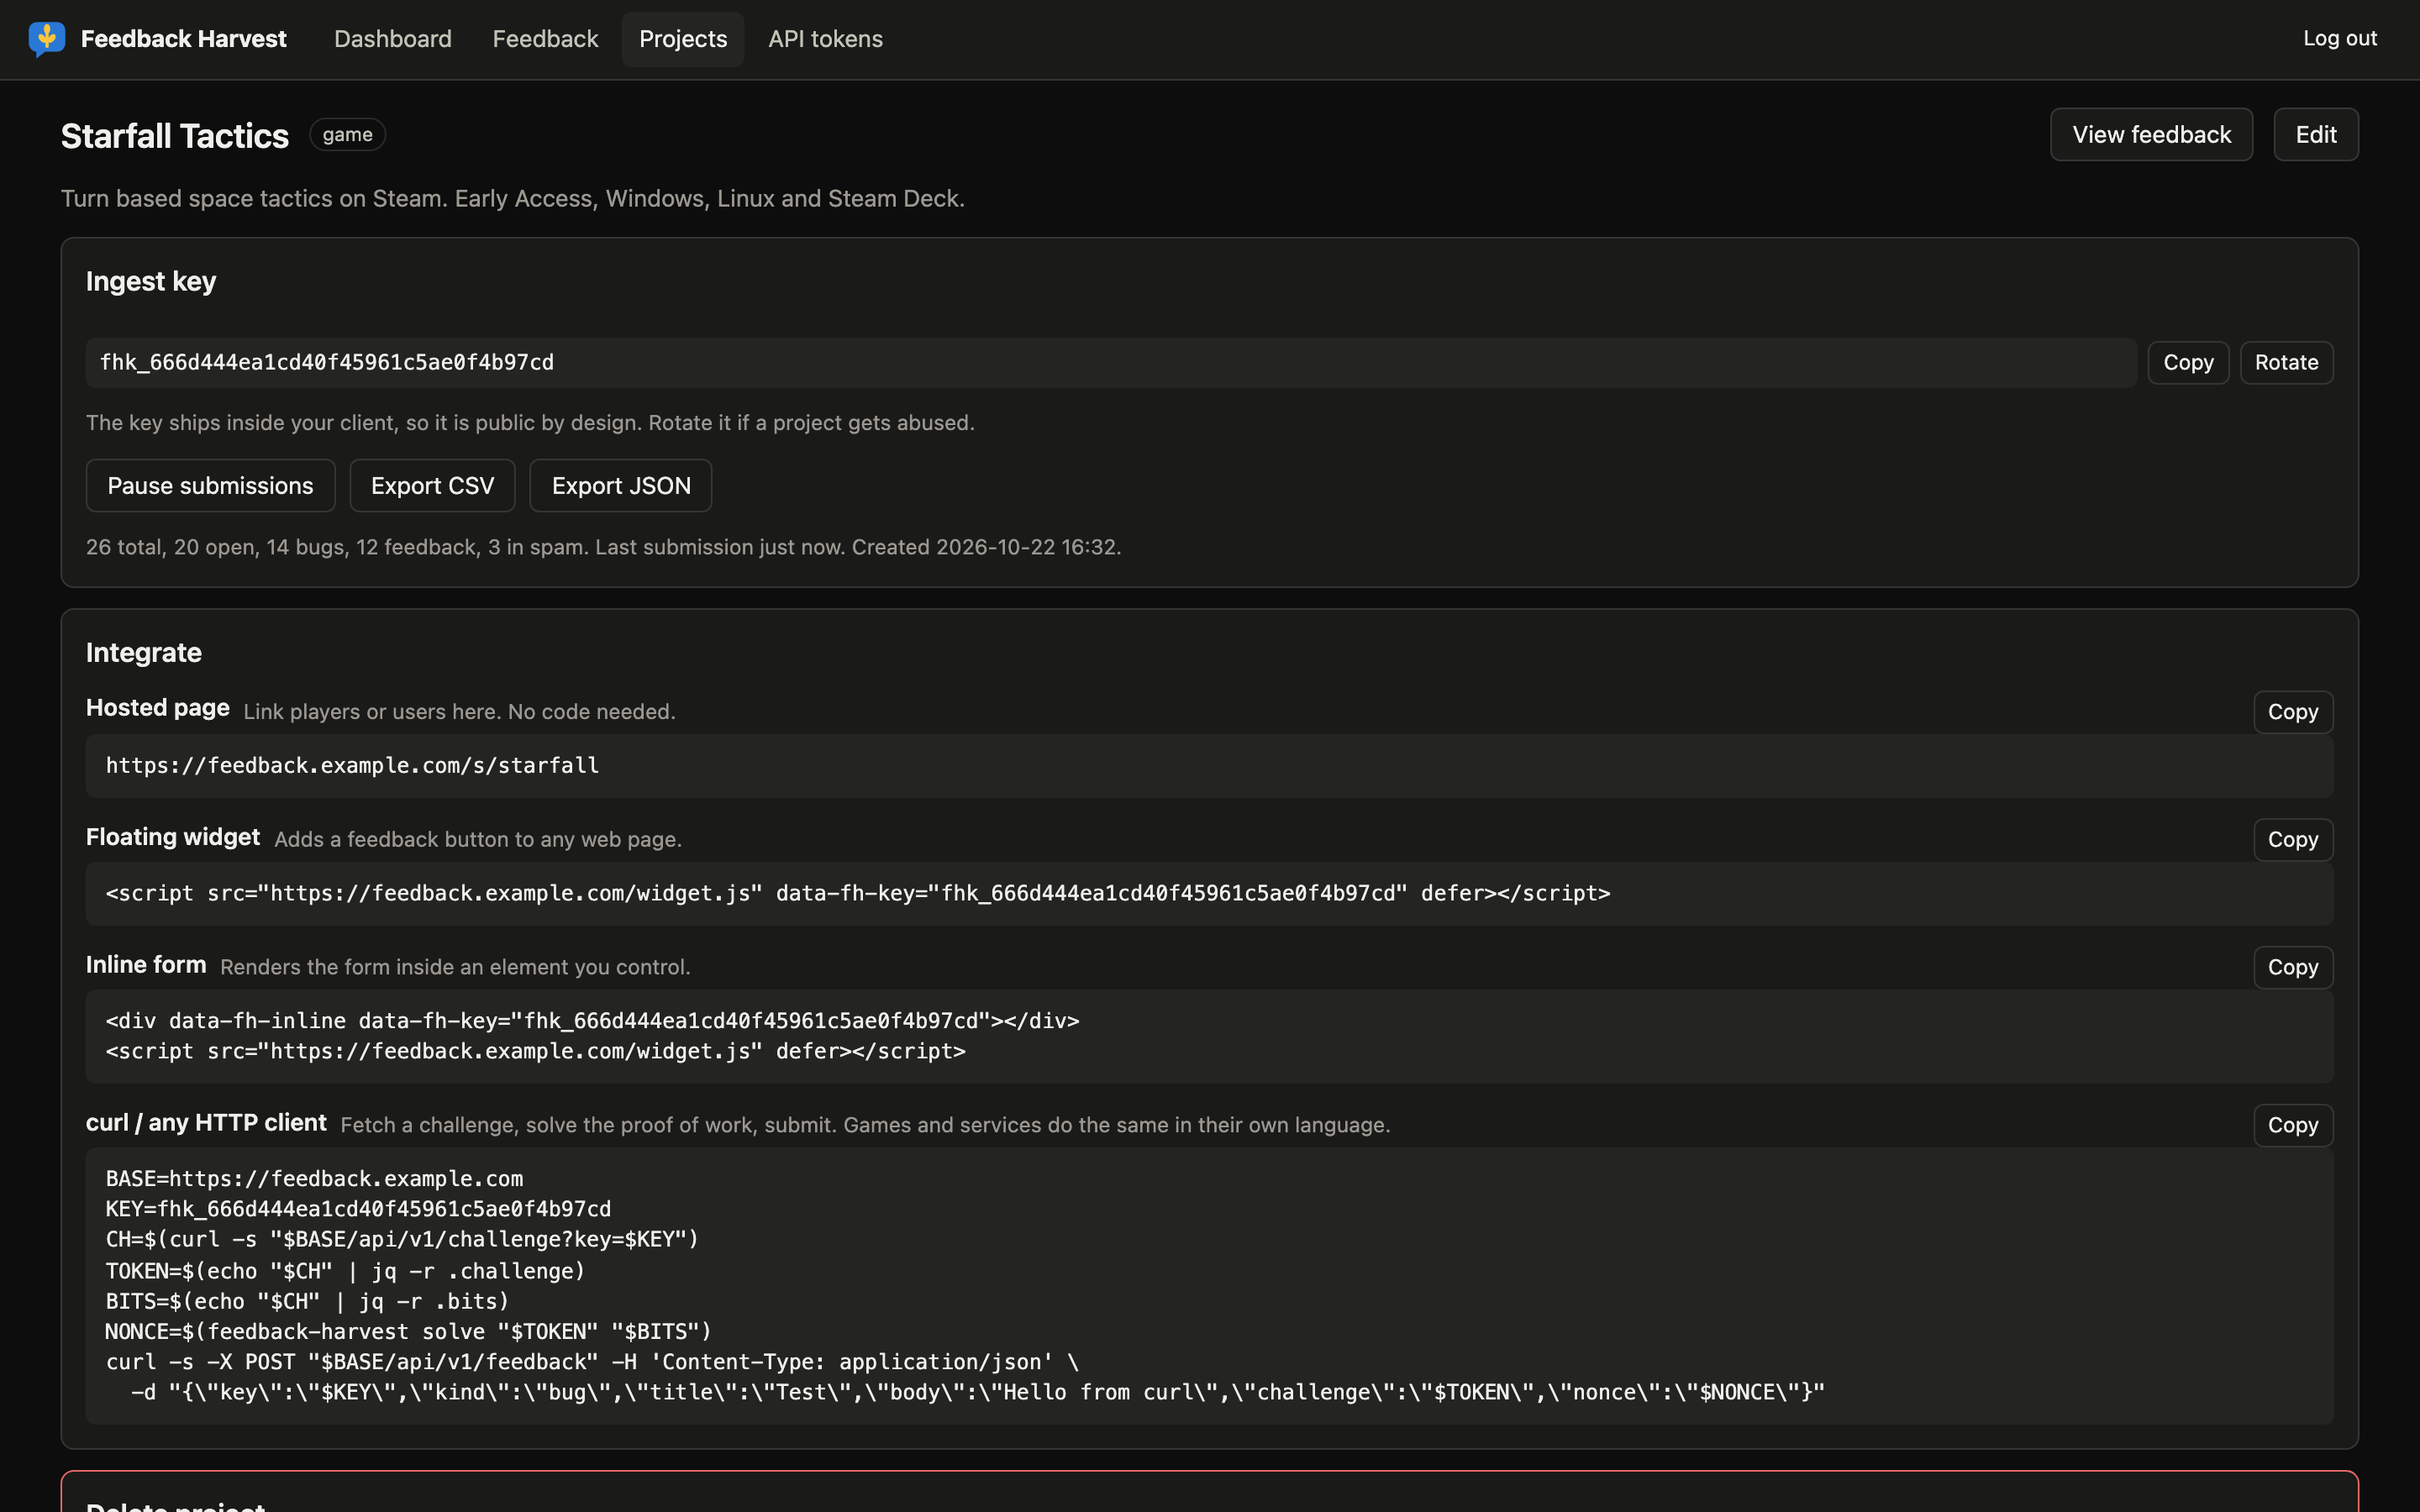 Feedback Harvest Dashboard Feedback Projects API tokens Log out
Starfall Tactics game View feedback Edit
Turn based space tactics on Steam. Early Access, Windows, Linux and Steam Deck.
Ingest key
fhk_666d444ea1cd40f45961c5ae0f4b97cd Copy Rotate
The key ships inside your client, so it is public by design. Rotate it if a project gets abused.
Pause submissions Export CSV Export JSON
26 total, 20 open, 14 bugs, 12 feedback, 3 in spam. Last submission just now. Created 2026-10-22 16:32.
Integrate
Hosted page Link players or users here. No code needed. Copy
https://feedback.example.com/s/starfall
Floating widget Adds a feedback button to any web page. Copy
<script src="https://feedback.example.com/widget.js" data-fh-key="fhk_666d444ea1cd40f45961c5ae0f4b97cd" defer></script>
Inline form Renders the form inside an element you control. Copy
<div data-fh-inline data-fh-key="fhk_666d444ea1cd40f45961c5ae0f4b97cd"></div>
<script src="https://feedback.example.com/widget.js" defer></script>
curl / any HTTP client Fetch a challenge, solve the proof of work, submit. Games and services do the same in their own language. Copy
BASE=https://feedback.example.com
KEY=fhk_666d444ea1cd40f45961c5ae0f4b97cd
CH=$(curl -s "$BASE/api/v1/challenge?key=$KEY")
TOKEN=$(echo "$CH" | jq -r .challenge)
BITS=$(echo "$CH" | jq -r .bits)
NONCE=$(feedback-harvest solve "$TOKEN" "$BITS")
curl -s -X POST "$BASE/api/v1/feedback" -H 'Content-Type: application/json' \
-d "{\"key\":\"$KEY\",\"kind\":\"bug\",\"title\":\"Test\",\"body\":\"Hello from curl\",\"challenge\":\"$TOKEN\",\"nonce\":\"$NONCE\"}"
Delete project